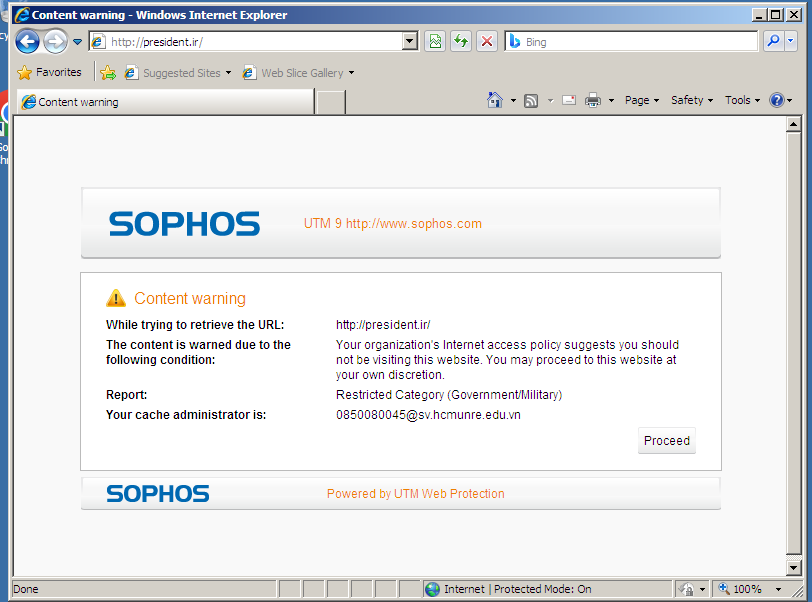 Content warning - Windows Internet Explorer
http://president.ir/
Bing
Favorites
Suggested Sites
Web Slice Gallery
Content warning
Page
Safety
Tools
SOPHOS
UTM 9 http://www.sophos.com
Content warning
While trying to retrieve the URL: http://president.ir/
The content is warned due to the following condition: Your organization's Internet access policy suggests you should
not be visiting this website. You may proceed to this website at
your own discretion.
Report: Restricted Category (Government/Military)
Your cache administrator is: 0850080045@sv.hcmunre.edu.vn
Proceed
SOPHOS
Powered by UTM Web Protection
Done
Internet | Protected Mode: On
100%